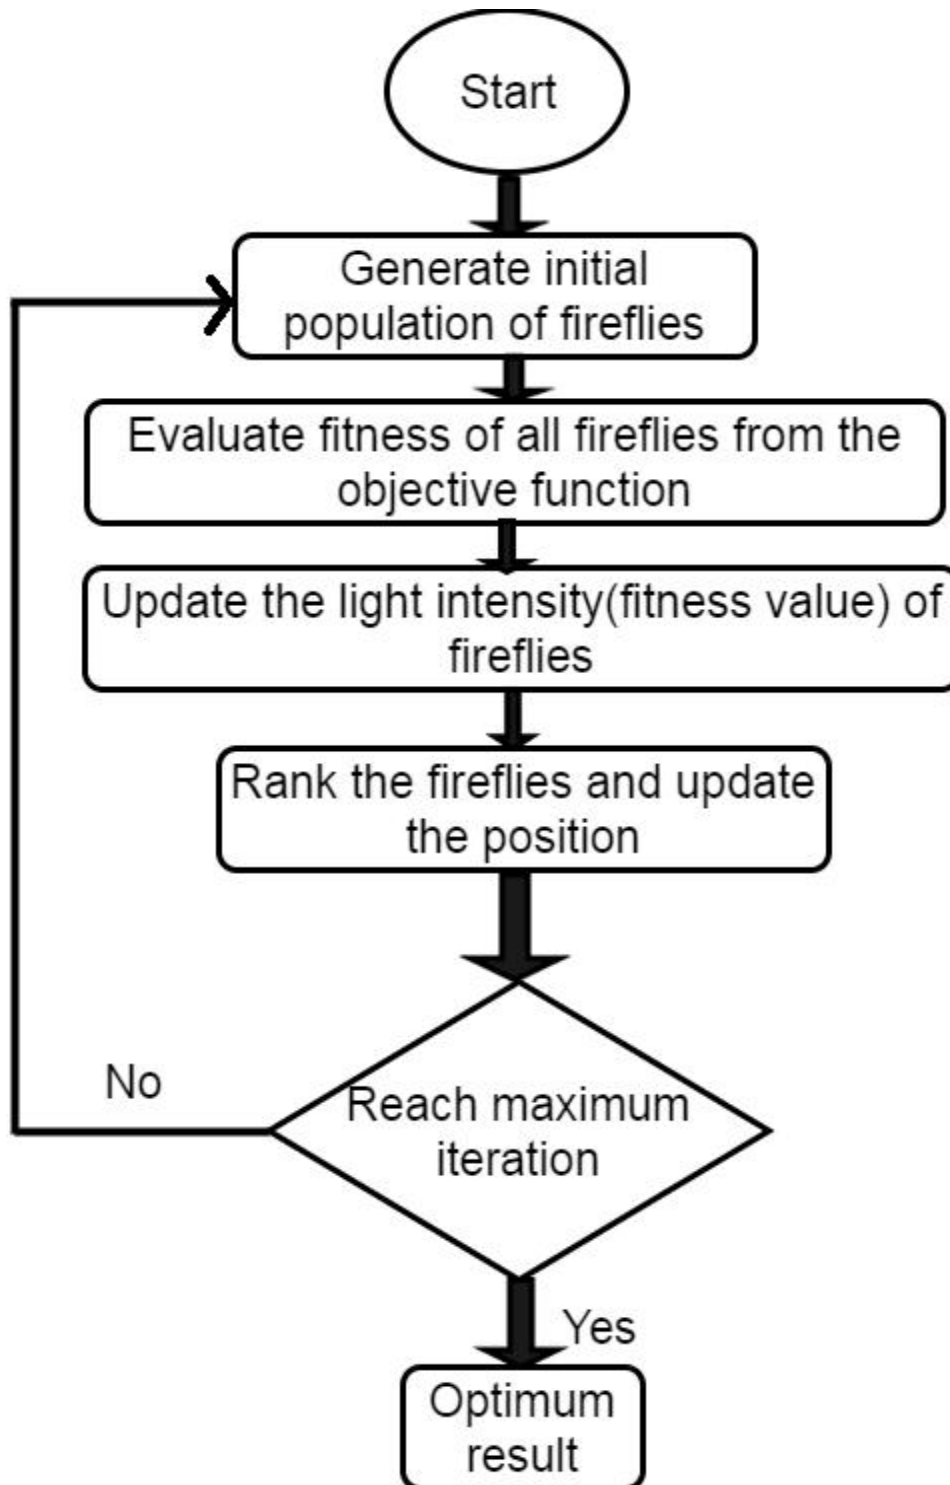 Start
Generate initial
population of fireflies
Evaluate fitness of all fireflies from the
objective function
Update the light intensity(fitness value) of
fireflies
Rank the fireflies and update
the position
No
Reach maximum
iteration
Yes
Optimum
result